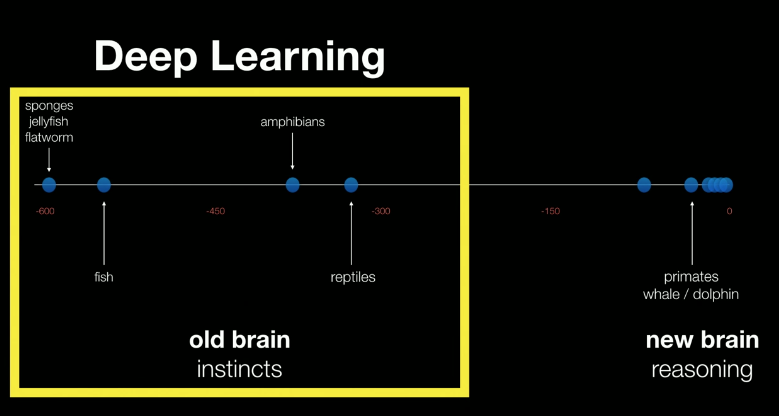 Deep Learning
sponges
jellyfish
flatworm
amphibians
-600
-450
-300
-150
0
fish
reptiles
primates
whale / dolphin
old brain
instincts
new brain
reasoning